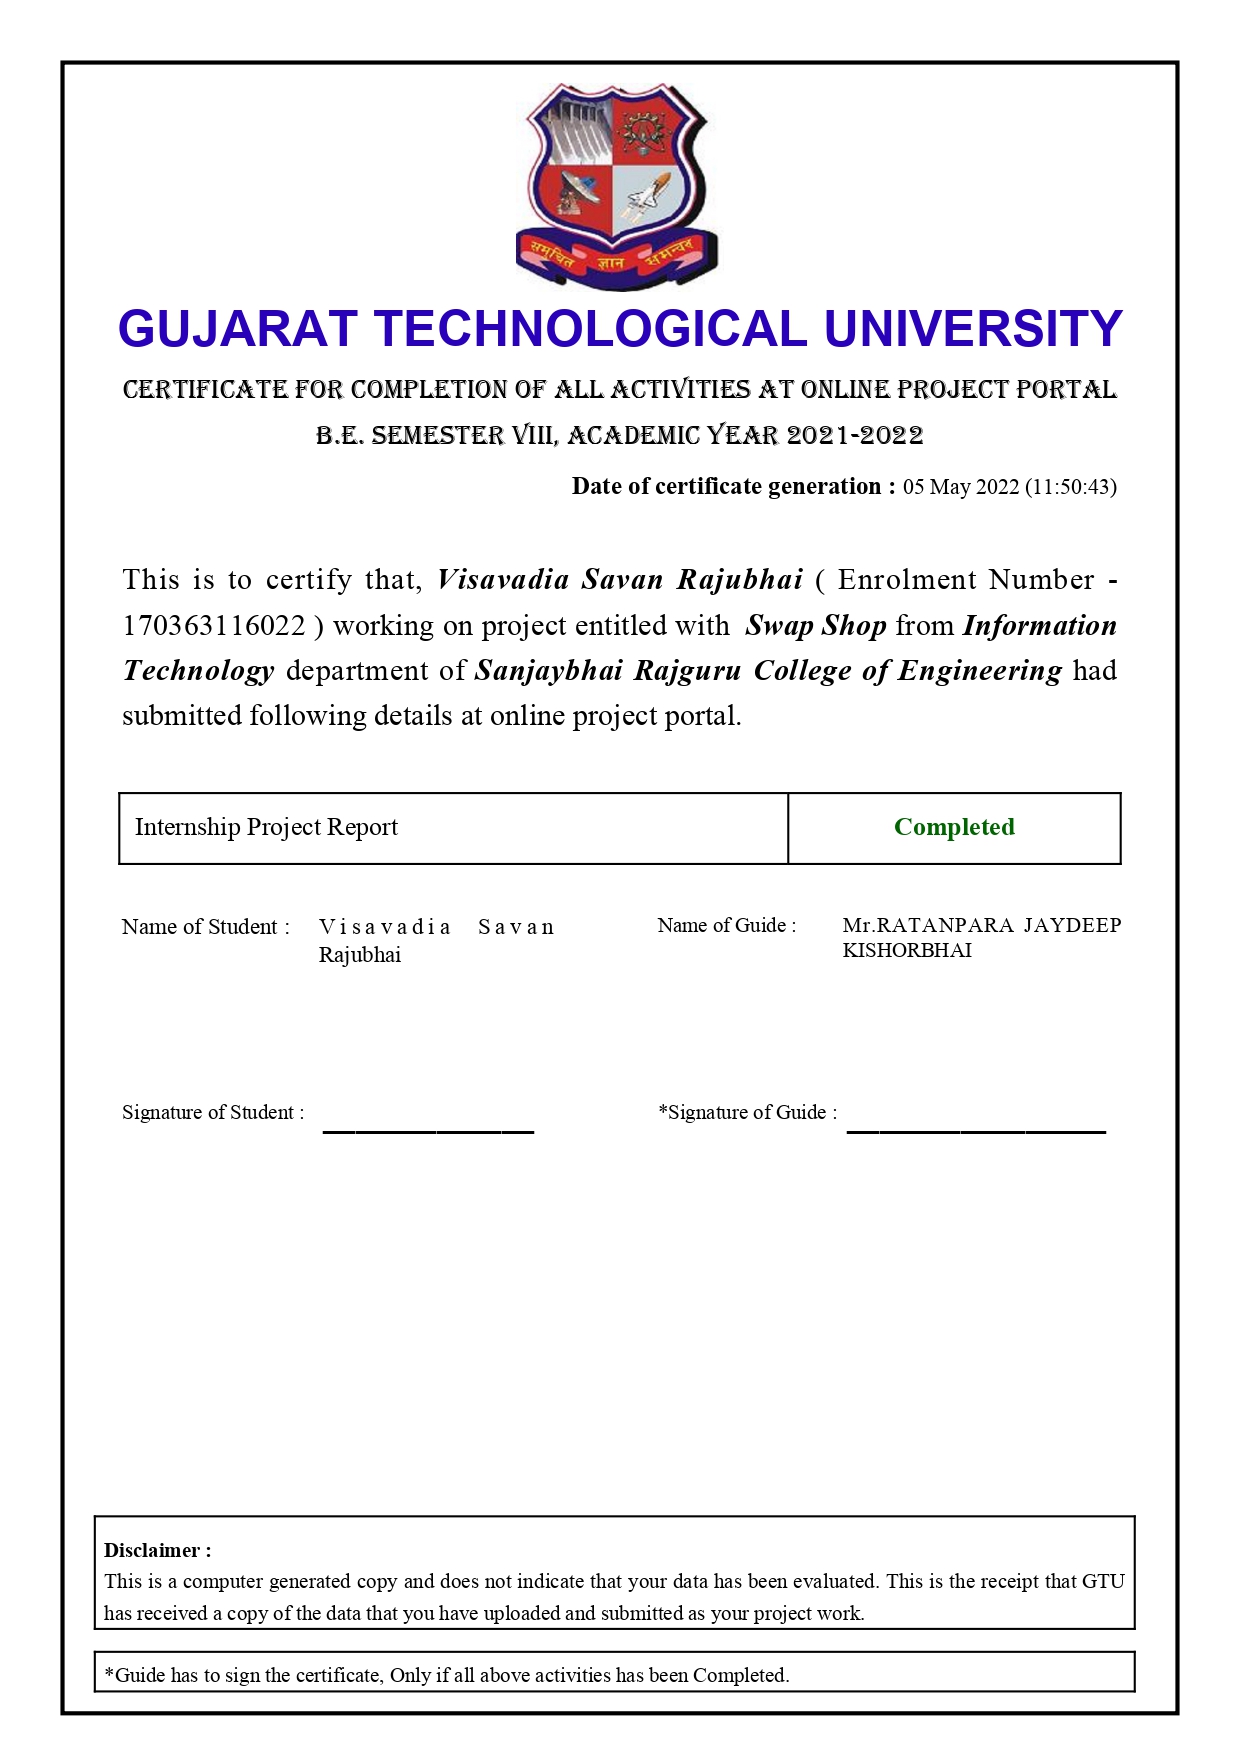 समुचित ज्ञान समन्वय
GUJARAT TECHNOLOGICAL UNIVERSITY
CERTIFICATE FOR COMPLETION OF ALL ACTIVITIES AT ONLINE PROJECT PORTAL
B.E. SEMESTER VIII, ACADEMIC YEAR 2021-2022
Date of certificate generation : 05 May 2022 (11:50:43)
This is to certify that, Visavadia Savan Rajubhai ( Enrolment Number -
170363116022 ) working on project entitled with Swap Shop from Information
Technology department of Sanjaybhai Rajguru College of Engineering had
submitted following details at online project portal.
Internship Project Report Completed
Name of Student : Visavadia Savan
Rajubhai
Name of Guide : Mr.RATANPARA JAYDEEP
KISHORBHAI
Signature of Student :
*Signature of Guide :
Disclaimer :
This is a computer generated copy and does not indicate that your data has been evaluated. This is the receipt that GTU
has received a copy of the data that you have uploaded and submitted as your project work.
*Guide has to sign the certificate, Only if all above activities has been Completed.